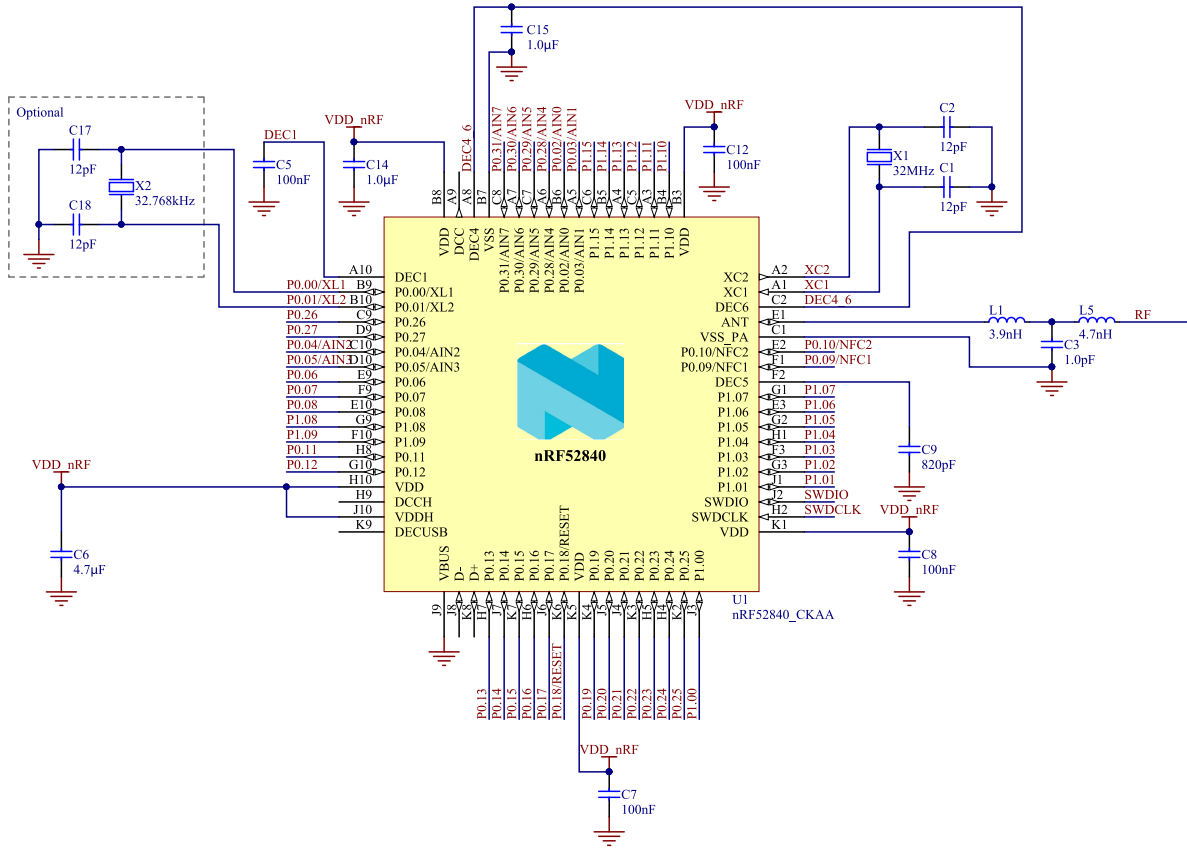 C15
1.0µF
Optional
C17
12pF
X2
32.768kHz
C18
12pF
DEC1
C5
100nF
VDD_nRF
C14
1.0µF
DEC4_6
P0.31/AIN7
P0.30/AIN6
P0.29/AIN5
P0.28/AIN4
P0.02/AIN0
P0.03/AIN1
P1.15
P1.14
P1.13
P1.12
P1.11
P1.10
VDD_nRF
C12
100nF
C2
12pF
X1
32MHz
C1
12pF
B8
A9
A8
B7
C8
A7
C7
A6
B6
A5
C6
B5
A4
C5
A3
B4
B3
VDD
DCC
DEC4
VSS
P0.31/AIN7
P0.30/AIN6
P0.29/AIN5
P0.28/AIN4
P0.02/AIN0
P0.03/AIN1
P1.15
P1.14
P1.13
P1.12
P1.11
P1.10
VDD
A10 DEC1
P0.00/XL1 B9 P0.00/XL1
P0.01/XL2 B10 P0.01/XL2
P0.26 C9 P0.26
P0.27 D9 P0.27
P0.04/AIN2 C10 P0.04/AIN2
P0.05/AIN3 D10 P0.05/AIN3
P0.06 E9 P0.06
P0.07 F9 P0.07
P0.08 E10 P0.08
P1.08 G9 P1.08
P1.09 F10 P1.09
P0.11 H8 P0.11
P0.12 G10 P0.12
H10 VDD
H9 DCCH
J10 VDDH
K9 DECUSB
VDD_nRF
C6
4.7µF
nRF52840
XC2 A2 XC2
XC1 A1 XC1
DEC6 C2 DEC4_6
ANT E1
VSS_PA C1
P0.10/NFC2 E2 P0.10/NFC2
P0.09/NFC1 F1 P0.09/NFC1
DEC5 F2
P1.07 G1 P1.07
P1.06 E3 P1.06
P1.05 G2 P1.05
P1.04 H1 P1.04
P1.03 F3 P1.03
P1.02 G3 P1.02
P1.01 J1 P1.01
SWDIO J2 SWDIO
SWDCLK H2 SWDCLK
VDD K1
L1
3.9nH
L5
4.7nH
RF
C3
1.0pF
C9
820pF
VDD_nRF
C8
100nF
VBUS
D-
D+
P0.13
P0.14
P0.15
P0.16
P0.17
P0.18/RESET
VDD
P0.19
P0.20
P0.21
P0.22
P0.23
P0.24
P0.25
P1.00
J9
J8
K8
H7
J7
K7
H6
J6
K6
K5
K4
J5
J4
K3
H5
H4
K2
J3
U1
nRF52840_CKAA
P0.13
P0.14
P0.15
P0.16
P0.17
P0.18/RESET
P0.19
P0.20
P0.21
P0.22
P0.23
P0.24
P0.25
P1.00
VDD_nRF
C7
100nF